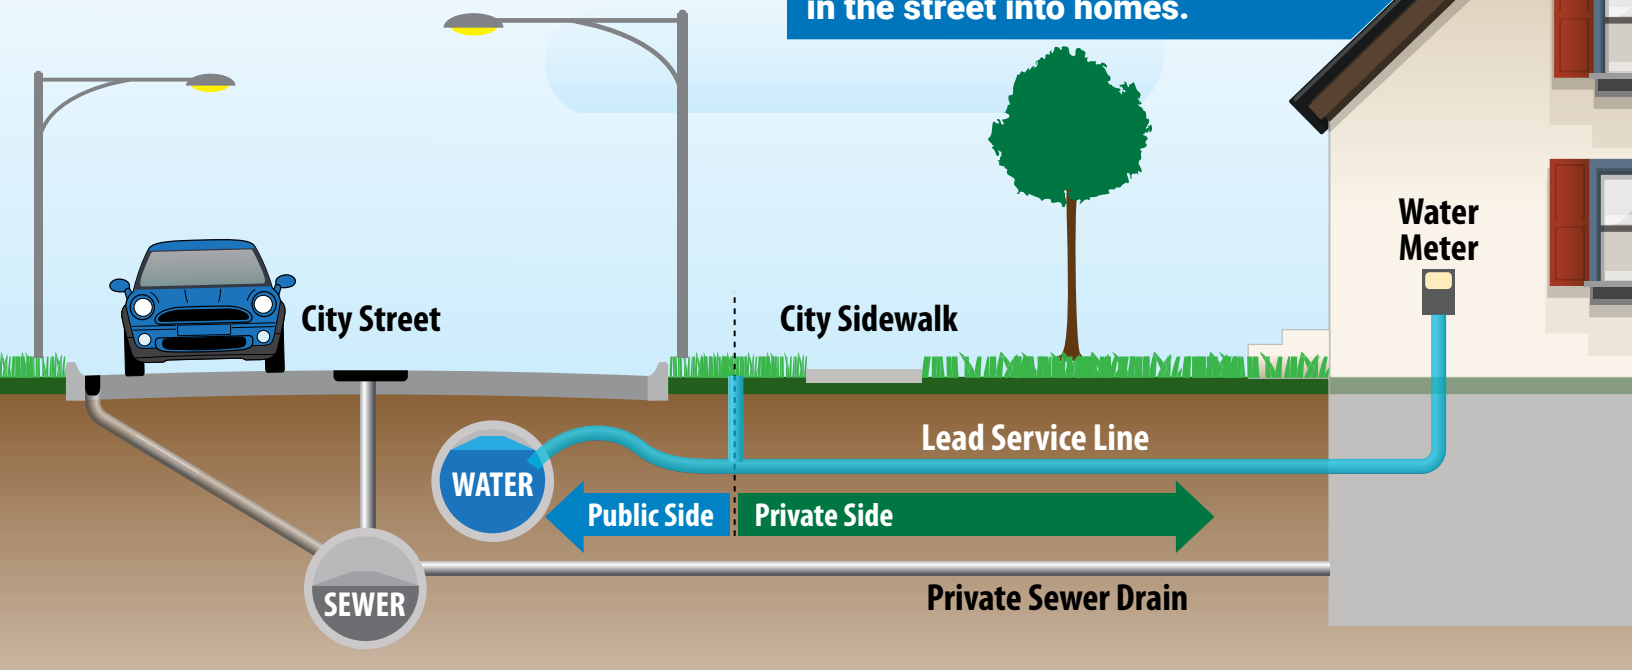 in the street into homes.
Water
Meter
City Street
City Sidewalk
Lead Service Line
WATER
Public Side
Private Side
Private Sewer Drain
SEWER